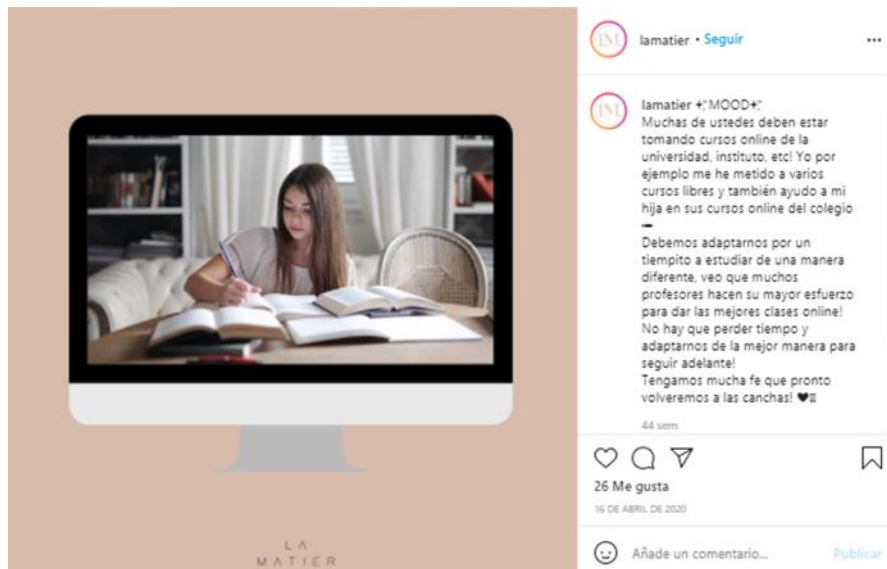 LM
lamatier • Seguir
LM
lamatier MOOD
Muchas de ustedes deben estar
tomando cursos online de la
universidad, instituto, etc! Yo por
ejemplo me he metido a varios
cursos libres y también ayudo a mi
hija en sus cursos online del colegio
Debemos adaptarnos por un
tiempito a estudiar de una manera
diferente, veo que muchos
profesores hacen su mayor esfuerzo
para dar las mejores clases online!
No hay que perder tiempo y
adaptarnos de la mejor manera para
seguir adelante!
Tengamos mucha fe que pronto
volveremos a las canchas! ♥
44 sem
26 Me gusta
16 DE ABRIL DE 2020
Añade un comentario... Publicar
LA
MATIER